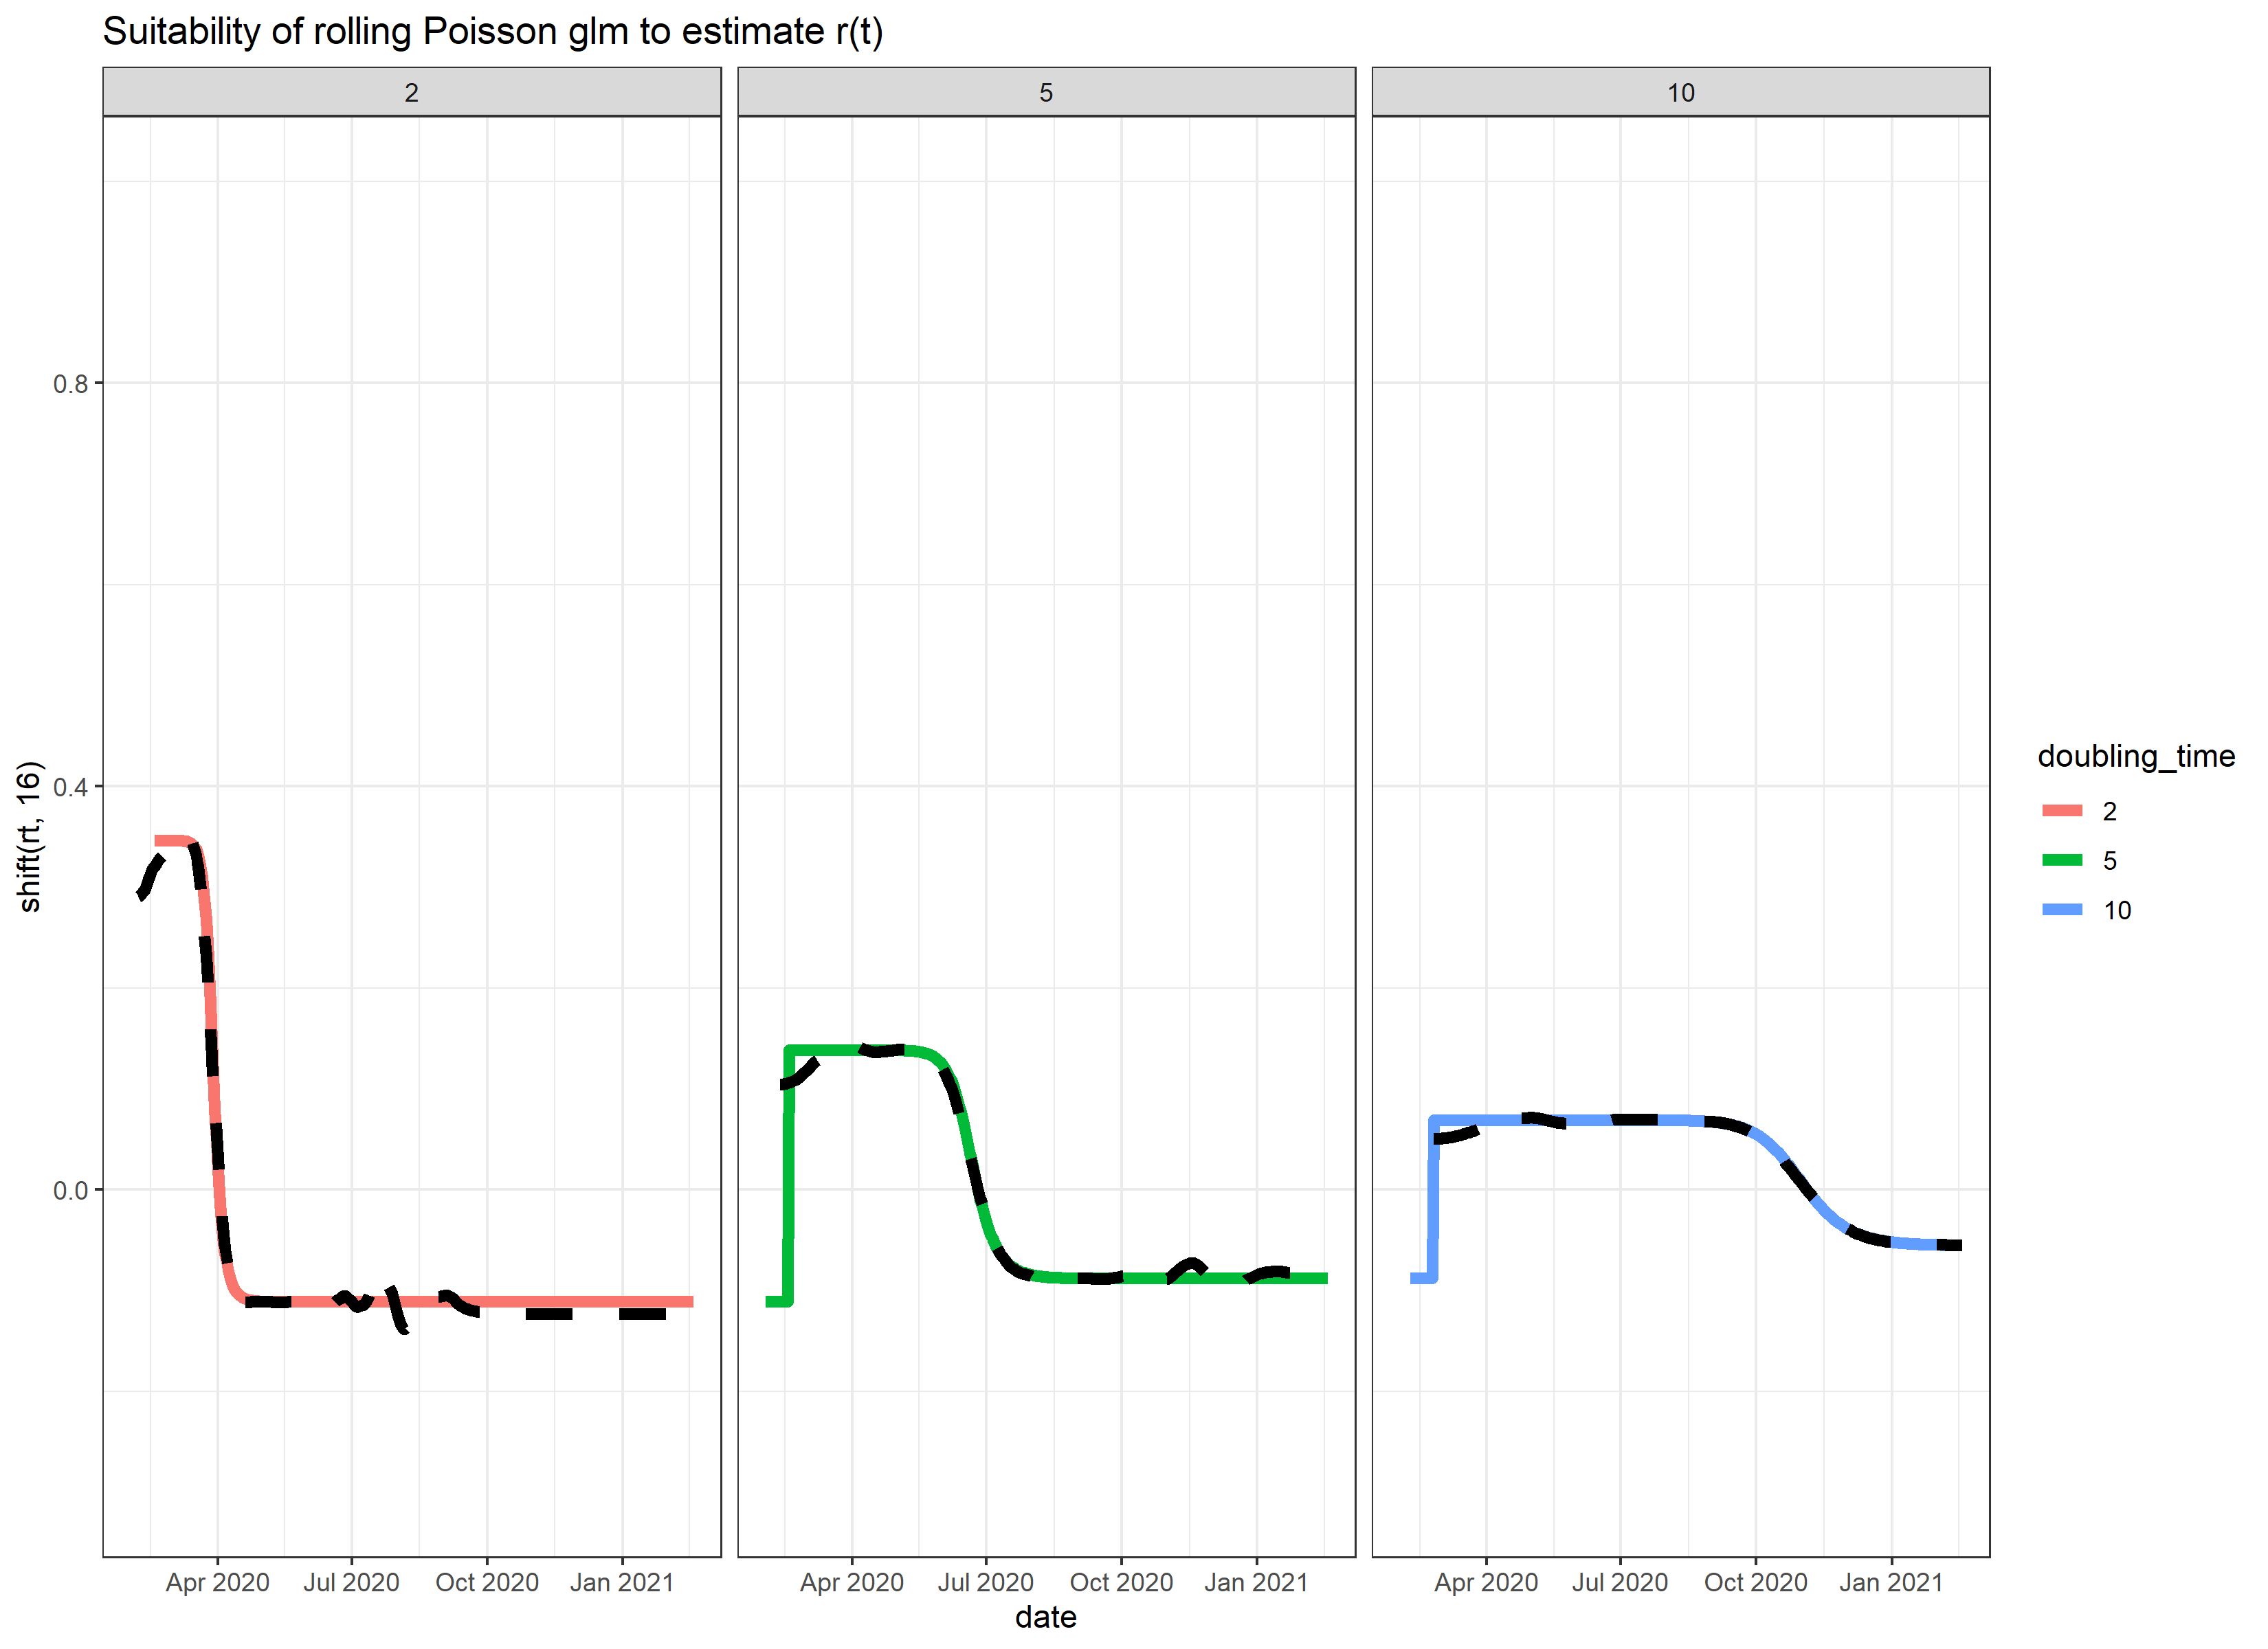 Suitability of rolling Poisson glm to estimate r(t)
2
5
10
0.8
0.4
0.0
shift(rt, 16)
Apr 2020
Jul 2020
Oct 2020
Jan 2021
Apr 2020
Jul 2020
Oct 2020
Jan 2021
Apr 2020
Jul 2020
Oct 2020
Jan 2021
date
doubling_time
2
5
10